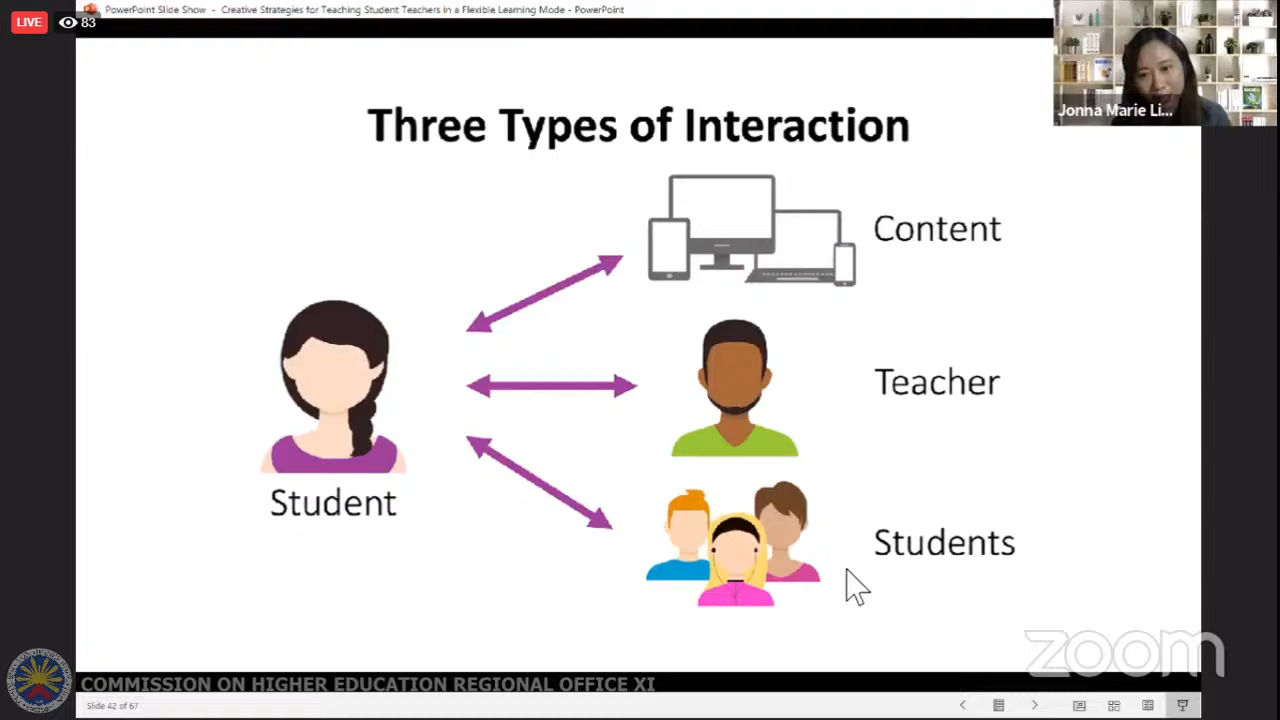 PowerPoint Slide Show - Creative Strategies for Teaching Student Teachers in a Flexible Learning Mode - PowerPoint
LIVE 83
Jonna Marie Li...
Three Types of Interaction
Content
Teacher
Students
Student
zoom
COMMISSION ON HIGHER EDUCATION REGIONAL OFFICE XI
Slide 42 of 67